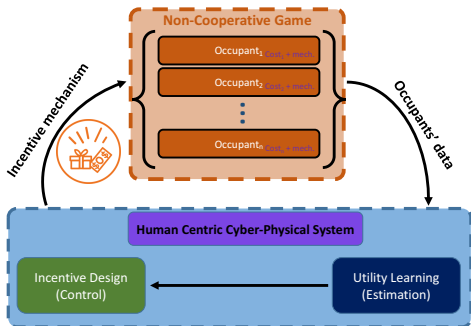 Non-Cooperative Game
Occupant₁ Cost₁ + mech.
Occupant₂ Cost₂ + mech.
Occupantₙ Costₙ + mech.
Incentive mechanism
$O$
Occupants' data
Human Centric Cyber-Physical System
Incentive Design
(Control)
Utility Learning
(Estimation)